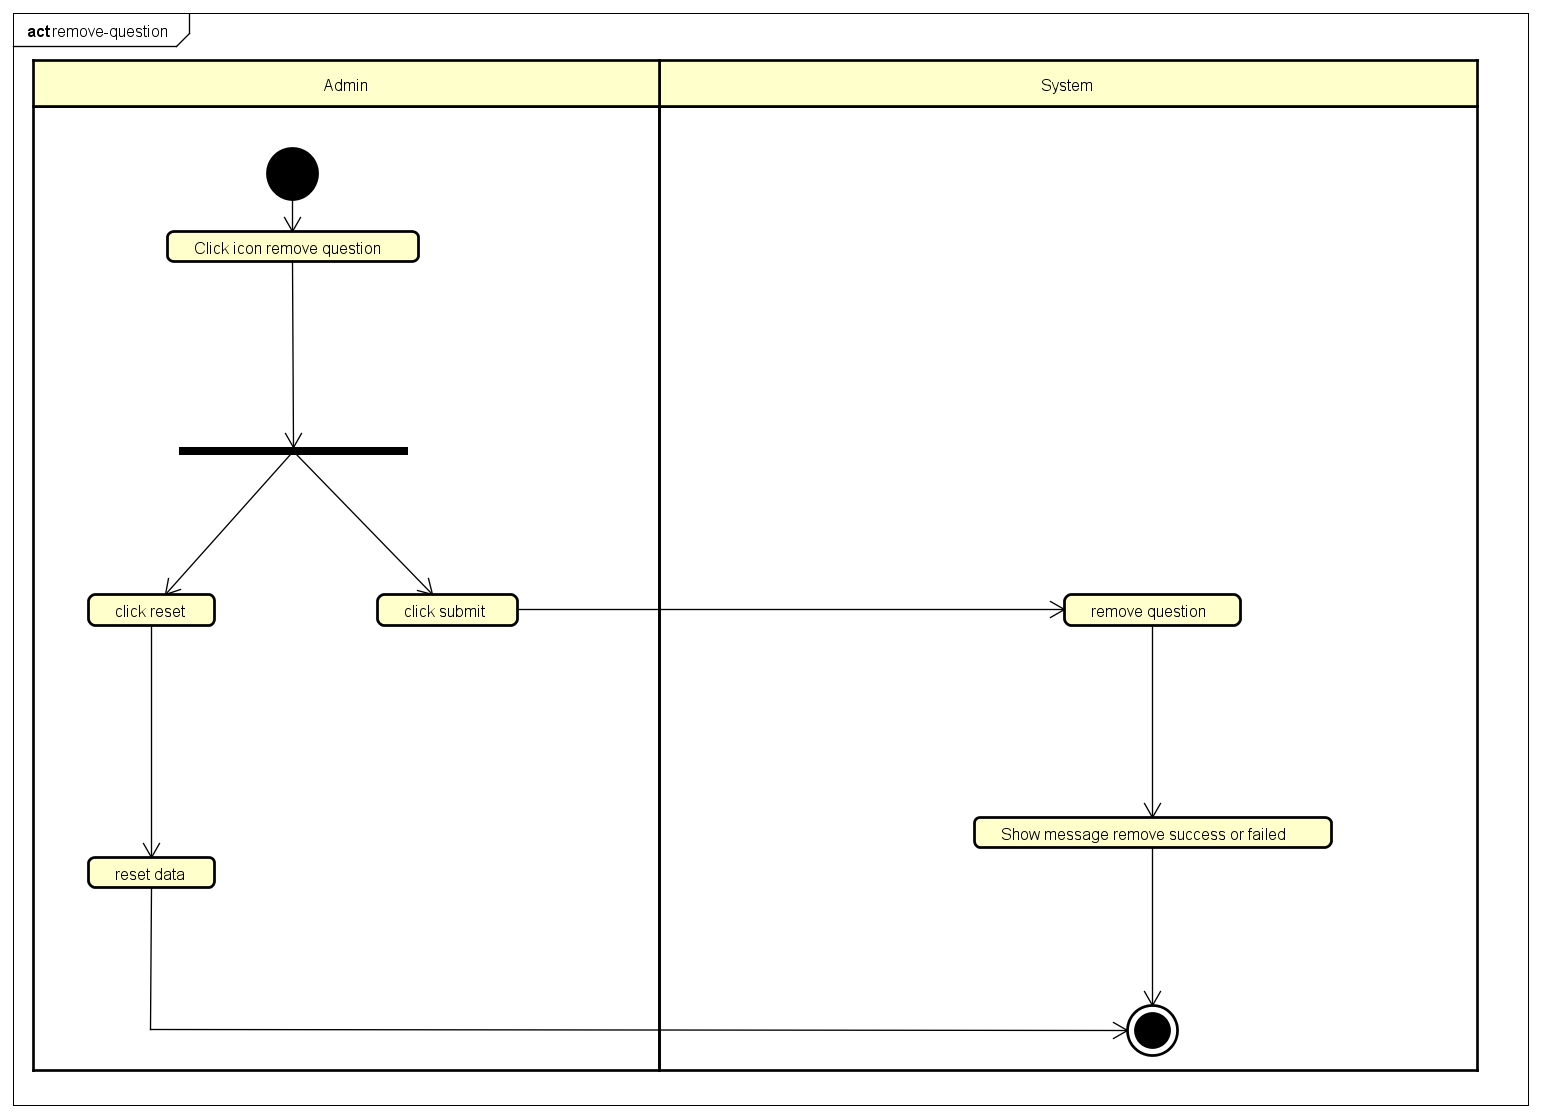 act remove-question
Admin
System
Click icon remove question
click reset
click submit
remove question
Show message remove success or failed
reset data